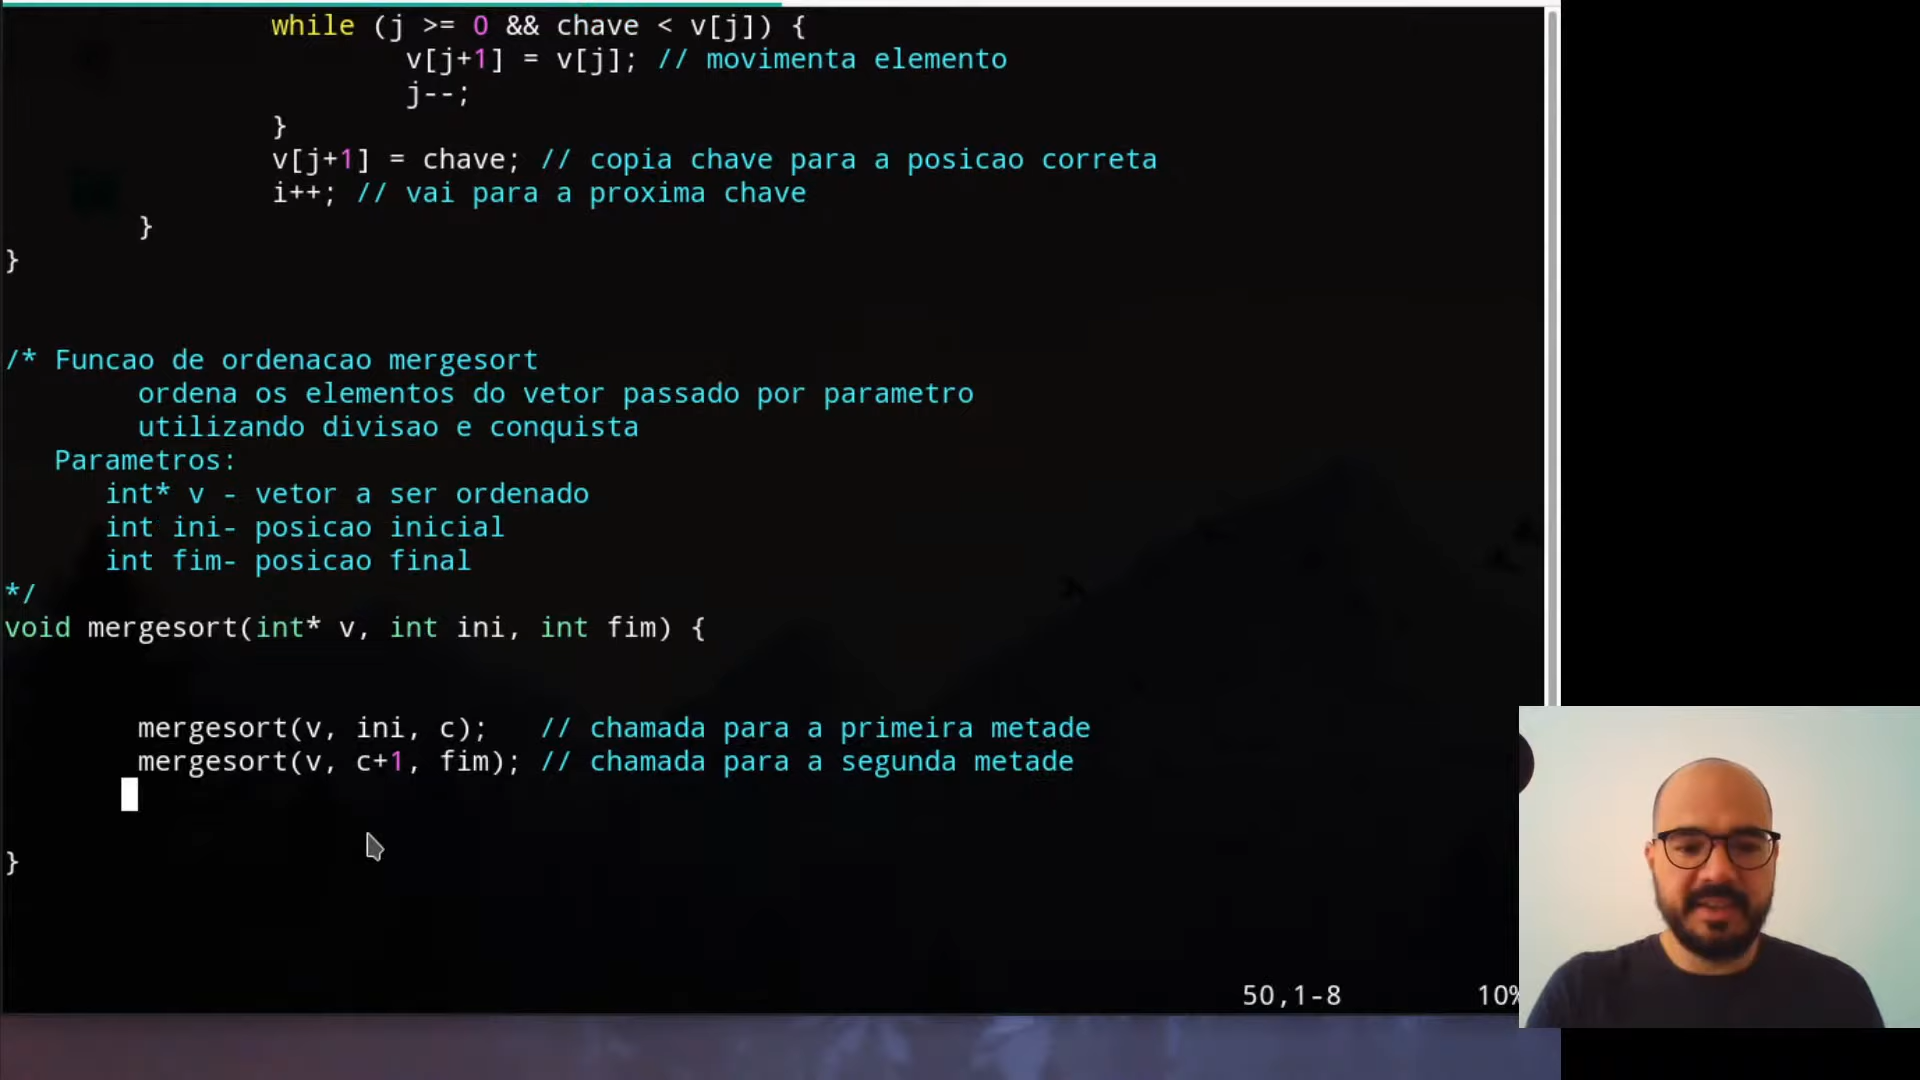 while (j >= 0 && chave < v[j]) {
v[j+1] = v[j]; // movimenta elemento
j--;
}
v[j+1] = chave; // copia chave para a posicao correta
i++; // vai para a proxima chave
}
}
/* Funcao de ordenacao mergesort
ordena os elementos do vetor passado por parametro
utilizando divisao e conquista
Parametros:
int* v - vetor a ser ordenado
int ini- posicao inicial
int fim- posicao final
*/
void mergesort(int* v, int ini, int fim) {
mergesort(v, ini, c); // chamada para a primeira metade
mergesort(v, c+1, fim); // chamada para a segunda metade
}
50,1-8 10%